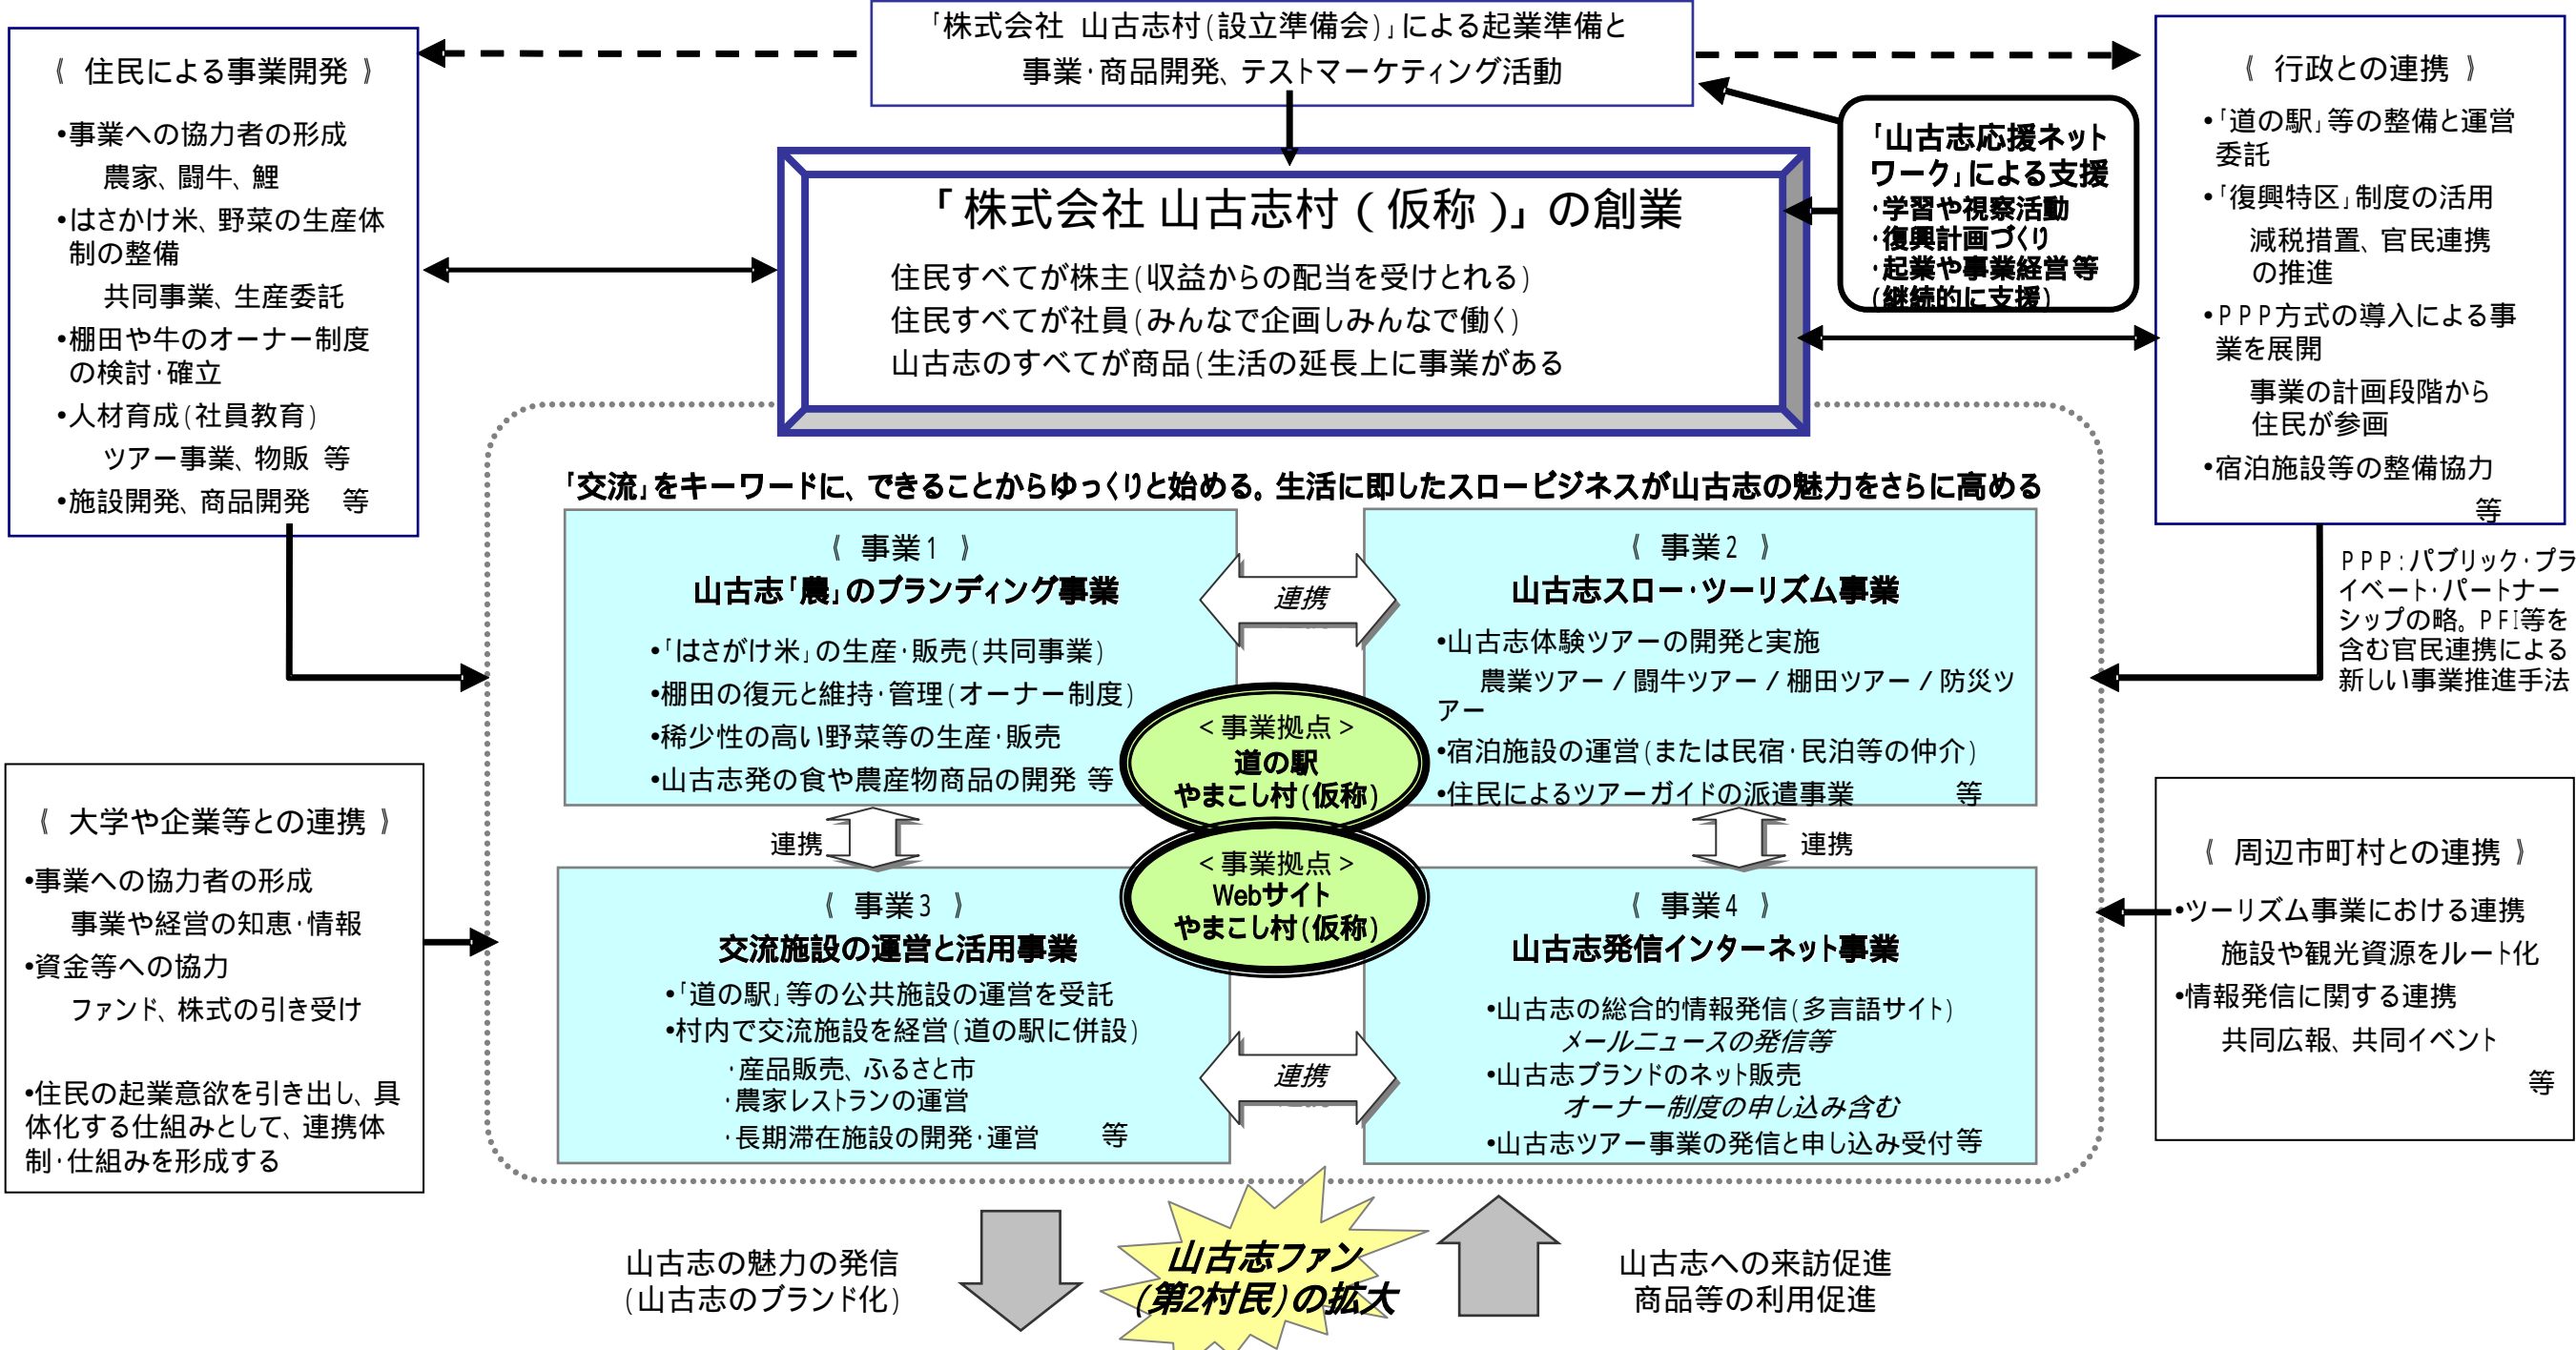 「株式会社 山古志村(設立準備会)」による起業準備と
事業・商品開発、テストマーケティング活動
《 住民による事業開発 》
•事業への協力者の形成
農家、闘牛、鯉
•はさかけ米、野菜の生産体
制の整備
共同事業、生産委託
•棚田や牛のオーナー制度
の検討・確立
•人材育成(社員教育)
ツアー事業、物販 等
•施設開発、商品開発 等
「株式会社 山古志村(仮称)」の創業
住民すべてが株主(収益からの配当を受けとれる)
住民すべてが社員(みんなで企画しみんなで働く)
山古志のすべてが商品(生活の延長上に事業がある
「山古志応援ネット
ワーク」による支援
・学習や視察活動
・復興計画づくり
・起業や事業経営等
(継続的に支援)
《 行政との連携 》
•「道の駅」等の整備と運営
委託
•「復興特区」制度の活用
減税措置、官民連携
の推進
•PPP方式の導入による事
業を展開
事業の計画段階から
住民が参画
•宿泊施設等の整備協力
等
PPP:パブリック・プラ
イベート・パートナー
シップの略。PFI等を
含む官民連携による
新しい事業推進手法
「交流」をキーワードに、できることからゆっくりと始める。生活に即したスロービジネスが山古志の魅力をさらに高める
《 事業1 》
山古志「農」のブランディング事業
•「はさがけ米」の生産・販売(共同事業)
•棚田の復元と維持・管理(オーナー制度)
•稀少性の高い野菜等の生産・販売
•山古志発の食や農産物商品の開発 等
連携
《 事業2 》
山古志スロー・ツーリズム事業
•山古志体験ツアーの開発と実施
農業ツアー/闘牛ツアー/棚田ツアー/防災ツ
アー
•宿泊施設の運営(または民宿・民泊等の仲介)
•住民によるツアーガイドの派遣事業 等
<事業拠点>
道の駅
やまこし村(仮称)
<事業拠点>
Webサイト
やまこし村(仮称)
連携
連携
《 事業3 》
交流施設の運営と活用事業
•「道の駅」等の公共施設の運営を受託
•村内で交流施設を経営(道の駅に併設)
・産品販売、ふるさと市
・農家レストランの運営
・長期滞在施設の開発・運営 等
連携
《 事業4 》
山古志発信インターネット事業
•山古志の総合的情報発信(多言語サイト)
メールニュースの発信等
•山古志ブランドのネット販売
オーナー制度の申し込み含む
•山古志ツアー事業の発信と申し込み受付等
《 大学や企業等との連携 》
•事業への協力者の形成
事業や経営の知恵・情報
•資金等への協力
ファンド、株式の引き受け
•住民の起業意欲を引き出し、具
体化する仕組みとして、連携体
制・仕組みを形成する
《 周辺市町村との連携 》
•ツーリズム事業における連携
施設や観光資源をルート化
•情報発信に関する連携
共同広報、共同イベント
等
山古志の魅力の発信
(山古志のブランド化)
山古志ファン
(第2村民)の拡大
山古志への来訪促進
商品等の利用促進